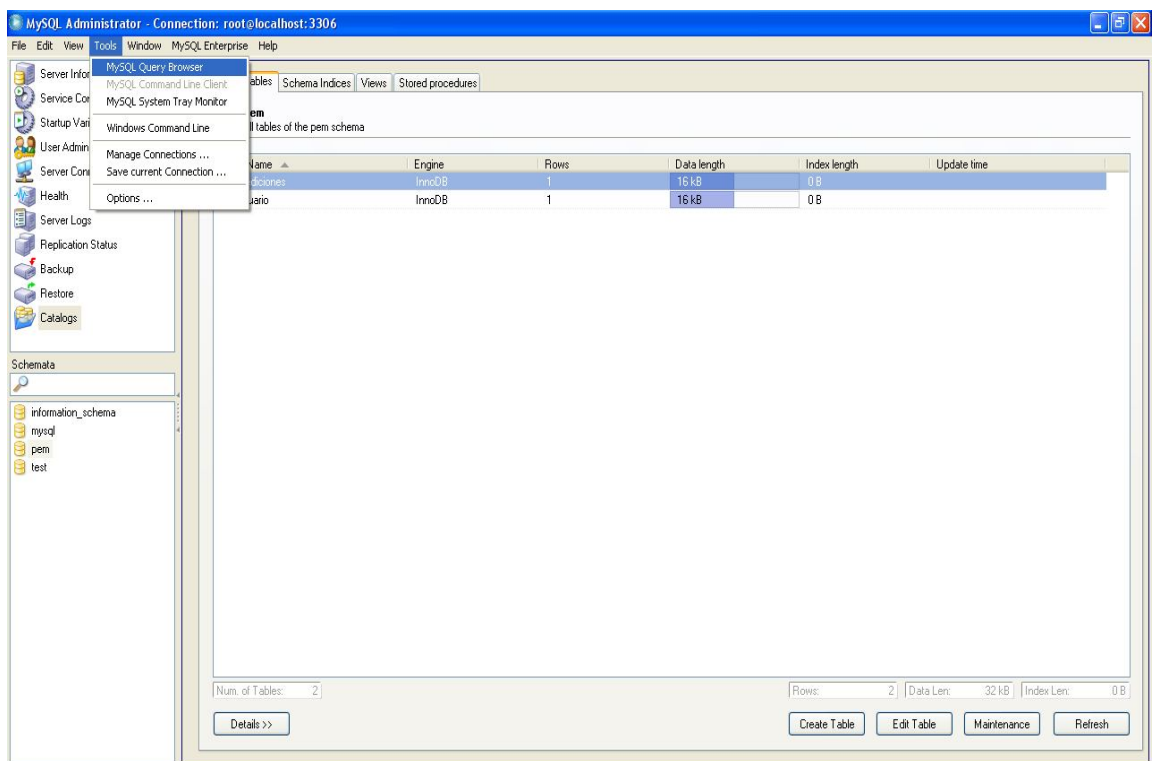 MySQL Administrator - Connection: root@localhost:3306
File Edit View Tools Window MySQL Enterprise Help
MySQL Query Browser
MySQL Command Line Client
MySQL System Tray Monitor
Windows Command Line
Manage Connections ...
Save current Connection ...
Options ...
Server Infor
Service Con
Startup Vari
User Admin
Server Conn
Health
Server Logs
Replication Status
Backup
Restore
Catalogs
Schemata
information_schema
mysql
pem
test
ables Schema Indices Views Stored procedures
em
ll tables of the pem schema
Name Engine Rows Data length Index length Update time
diciones InnoDB 1 16 kB 0 B
uario InnoDB 1 16 kB 0 B
Num. of Tables: 2 Rows: 2 Data Len: 32 kB Index Len: 0 B
Details >> Create Table Edit Table Maintenance Refresh